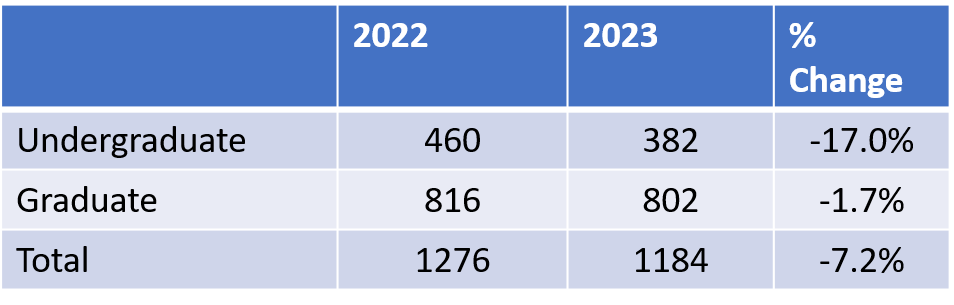 2022 2023 %
Change
Undergraduate 460 382 -17.0%
Graduate 816 802 -1.7%
Total 1276 1184 -7.2%